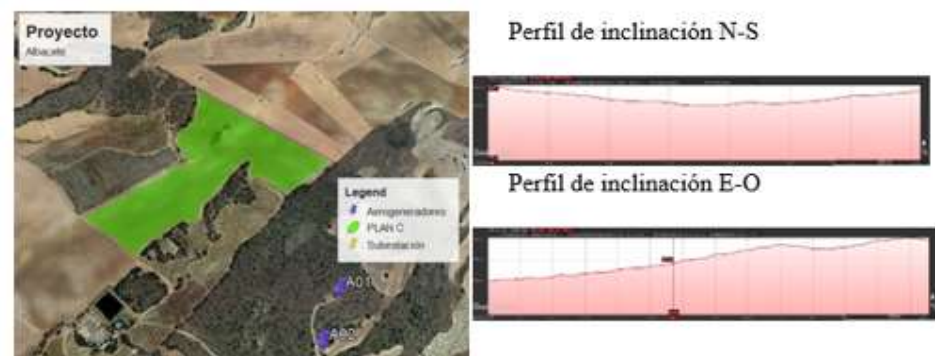 Proyecto
Albacete
Legend
Aerogeneradores
PLAN C
Subestación
A01
A02
Perfil de inclinación N-S
Perfil de inclinación E-O